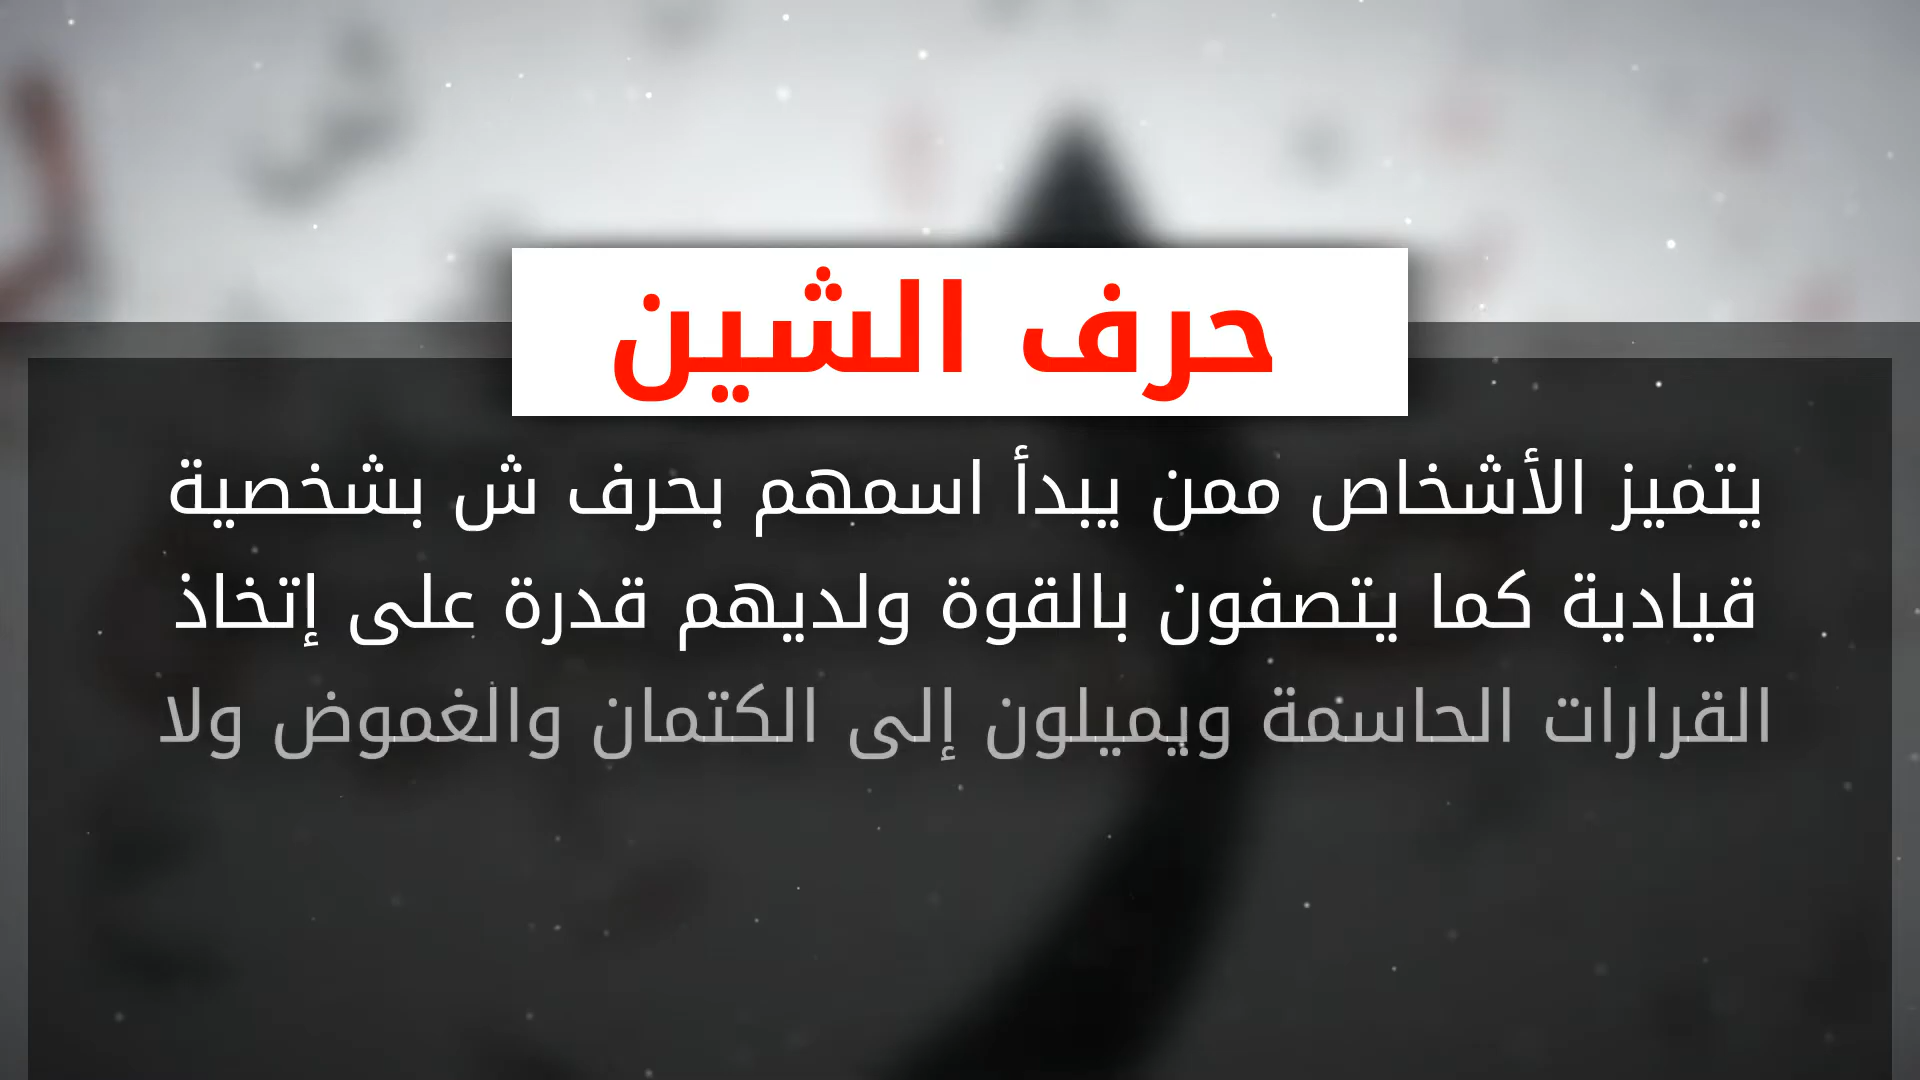 حرف الشين
يتميز الأشخاص ممن يبدأ اسمهم بحرف ش بشخصية
قيادية كما يتصفون بالقوة ولديهم قدرة على إتخاذ
القرارات الحاسمة ويميلون إلى الكتمان والغموض ولا